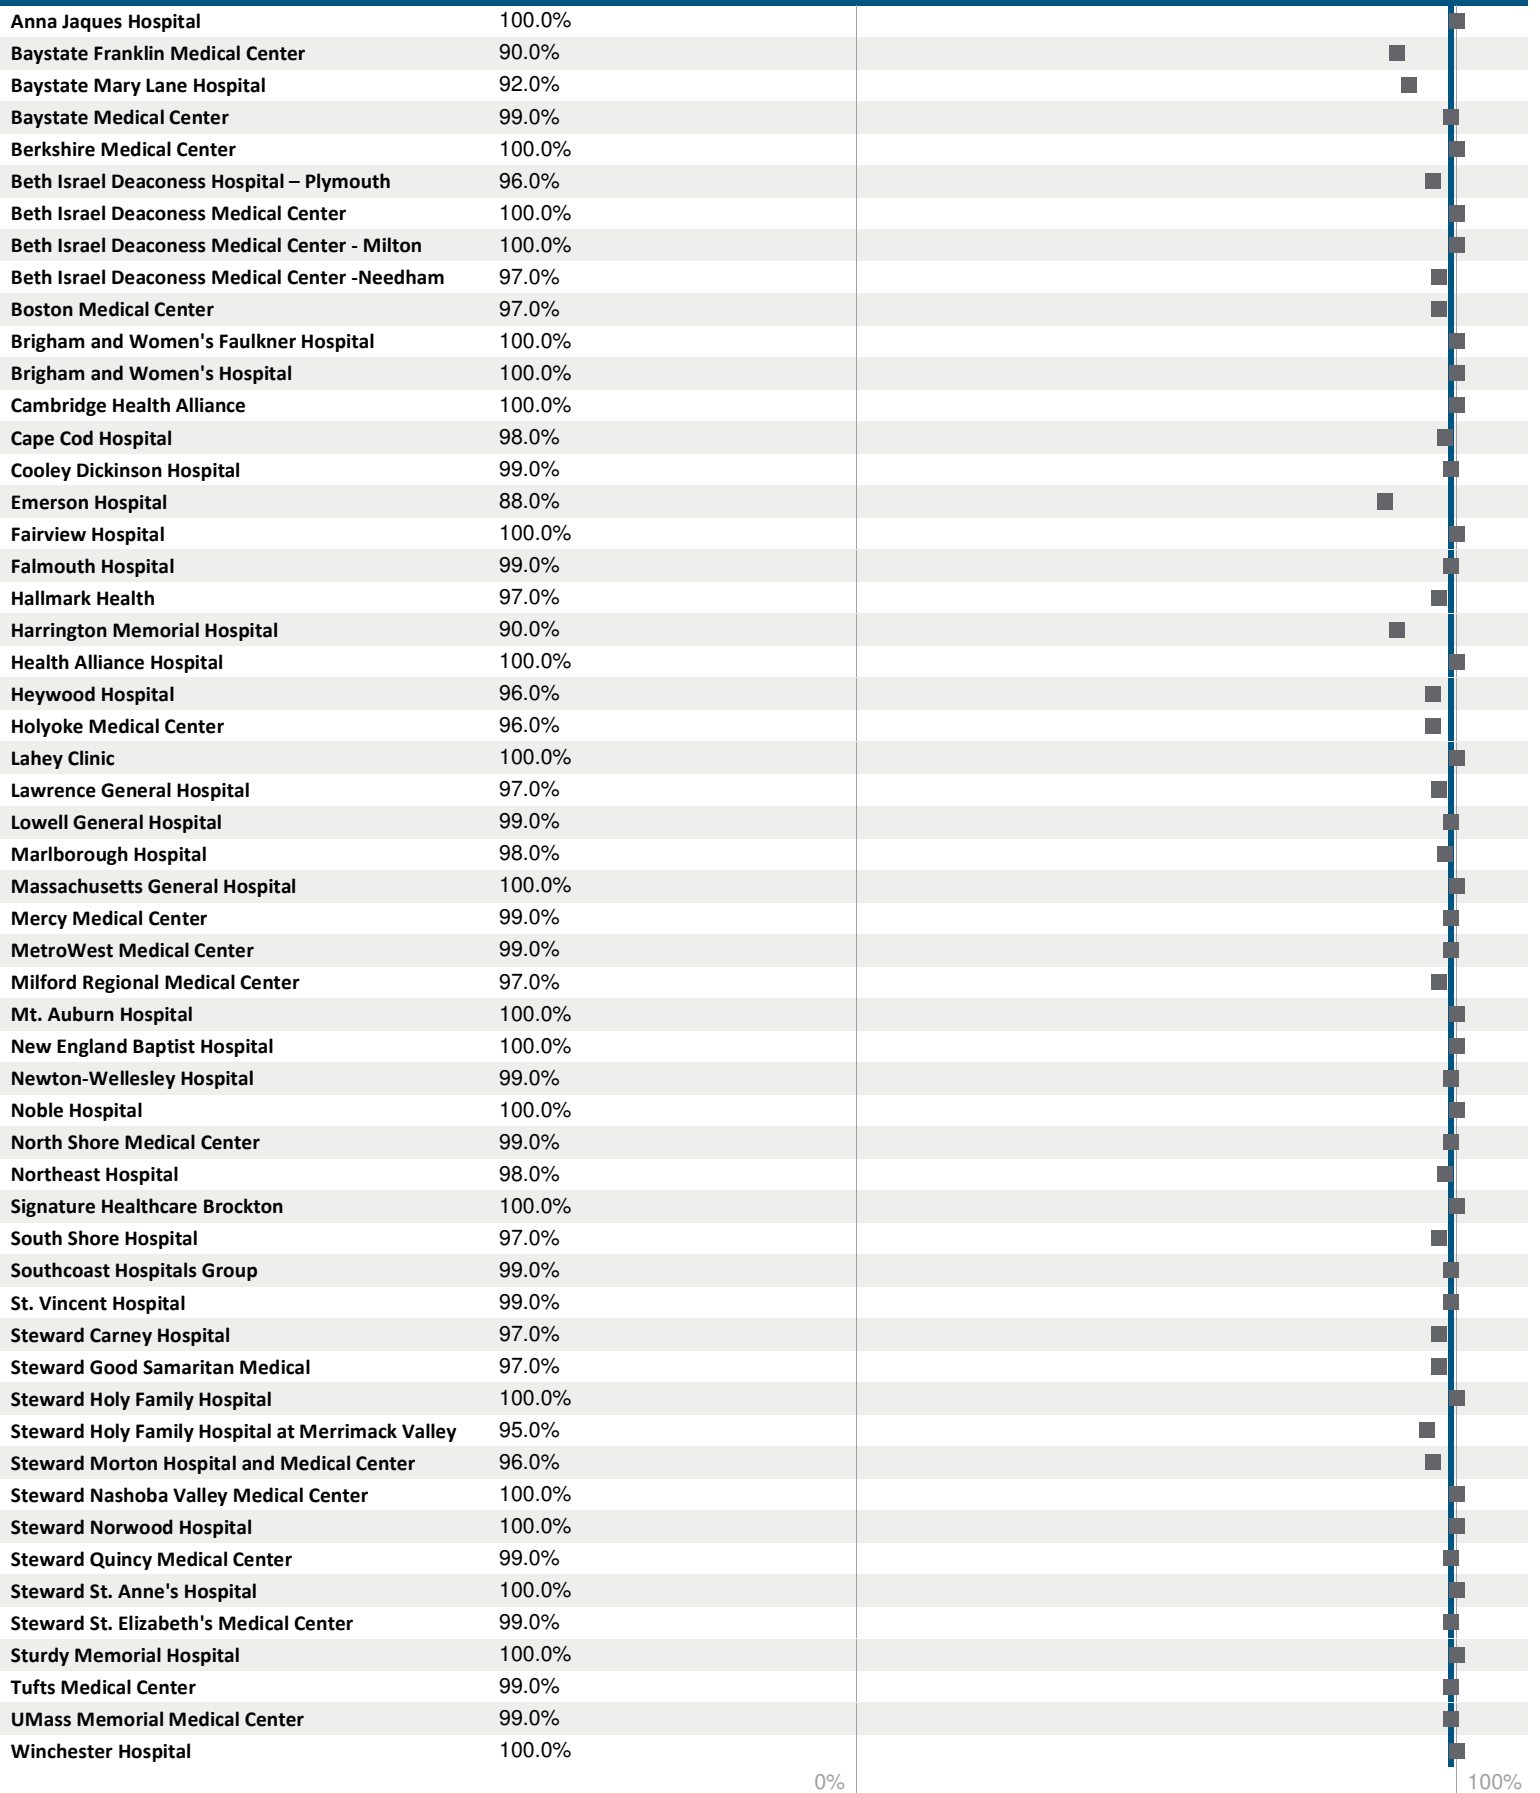 Anna Jaques Hospital 100.0%
Baystate Franklin Medical Center 90.0%
Baystate Mary Lane Hospital 92.0%
Baystate Medical Center 99.0%
Berkshire Medical Center 100.0%
Beth Israel Deaconess Hospital – Plymouth 96.0%
Beth Israel Deaconess Medical Center 100.0%
Beth Israel Deaconess Medical Center - Milton 100.0%
Beth Israel Deaconess Medical Center -Needham 97.0%
Boston Medical Center 97.0%
Brigham and Women's Faulkner Hospital 100.0%
Brigham and Women's Hospital 100.0%
Cambridge Health Alliance 100.0%
Cape Cod Hospital 98.0%
Cooley Dickinson Hospital 99.0%
Emerson Hospital 88.0%
Fairview Hospital 100.0%
Falmouth Hospital 99.0%
Hallmark Health 97.0%
Harrington Memorial Hospital 90.0%
Health Alliance Hospital 100.0%
Heywood Hospital 96.0%
Holyoke Medical Center 96.0%
Lahey Clinic 100.0%
Lawrence General Hospital 97.0%
Lowell General Hospital 99.0%
Marlborough Hospital 98.0%
Massachusetts General Hospital 100.0%
Mercy Medical Center 99.0%
MetroWest Medical Center 99.0%
Milford Regional Medical Center 97.0%
Mt. Auburn Hospital 100.0%
New England Baptist Hospital 100.0%
Newton-Wellesley Hospital 99.0%
Noble Hospital 100.0%
North Shore Medical Center 99.0%
Northeast Hospital 98.0%
Signature Healthcare Brockton 100.0%
South Shore Hospital 97.0%
Southcoast Hospitals Group 99.0%
St. Vincent Hospital 99.0%
Steward Carney Hospital 97.0%
Steward Good Samaritan Medical 97.0%
Steward Holy Family Hospital 100.0%
Steward Holy Family Hospital at Merrimack Valley 95.0%
Steward Morton Hospital and Medical Center 96.0%
Steward Nashoba Valley Medical Center 100.0%
Steward Norwood Hospital 100.0%
Steward Quincy Medical Center 99.0%
Steward St. Anne's Hospital 100.0%
Steward St. Elizabeth's Medical Center 99.0%
Sturdy Memorial Hospital 100.0%
Tufts Medical Center 99.0%
UMass Memorial Medical Center 99.0%
Winchester Hospital 100.0%
0% 100%